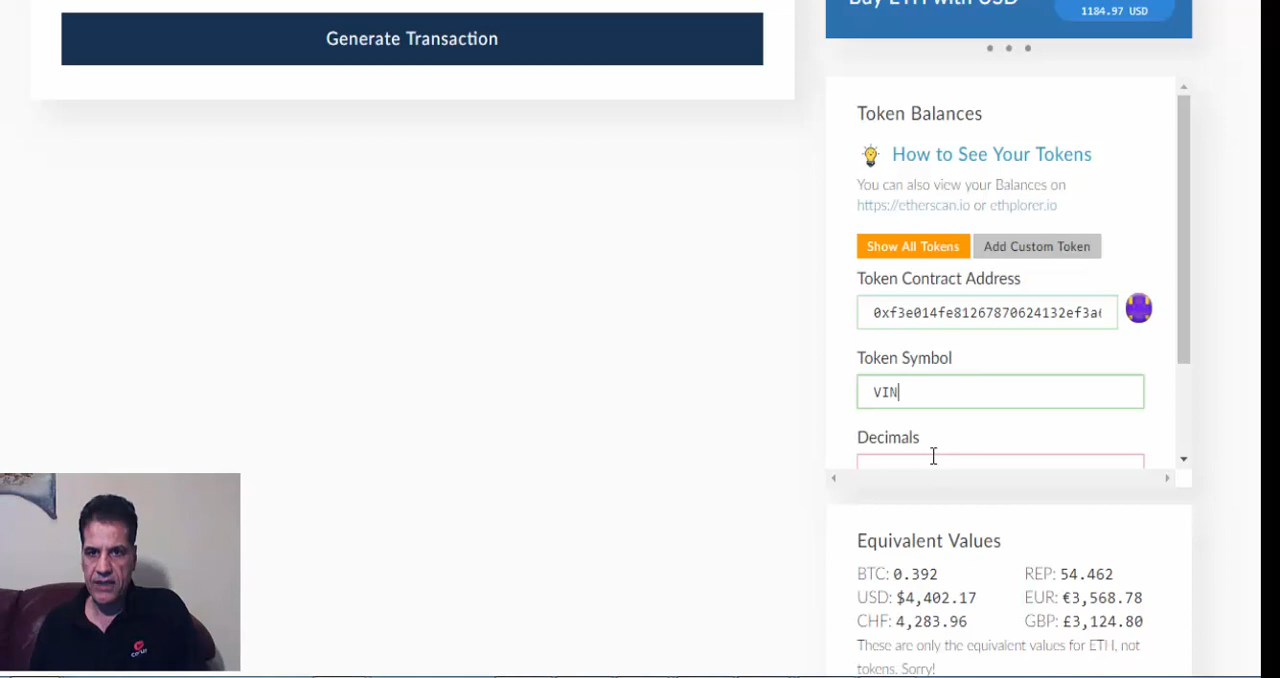 Generate Transaction
Buy ETH with USD
1184.97 USD
Token Balances
How to See Your Tokens
You can also view your Balances on
https://etherscan.io or ethplorer.io
Show All Tokens
Add Custom Token
Token Contract Address
0xf3e014fe81267870624132ef3a
Token Symbol
VIN
Decimals
Equivalent Values
BTC: 0.392 REP: 54.462
USD: $4,402.17 EUR: €3,568.78
CHF: 4,283.96 GBP: £3,124.80
These are only the equivalent values for ETH, not
tokens. Sorry!